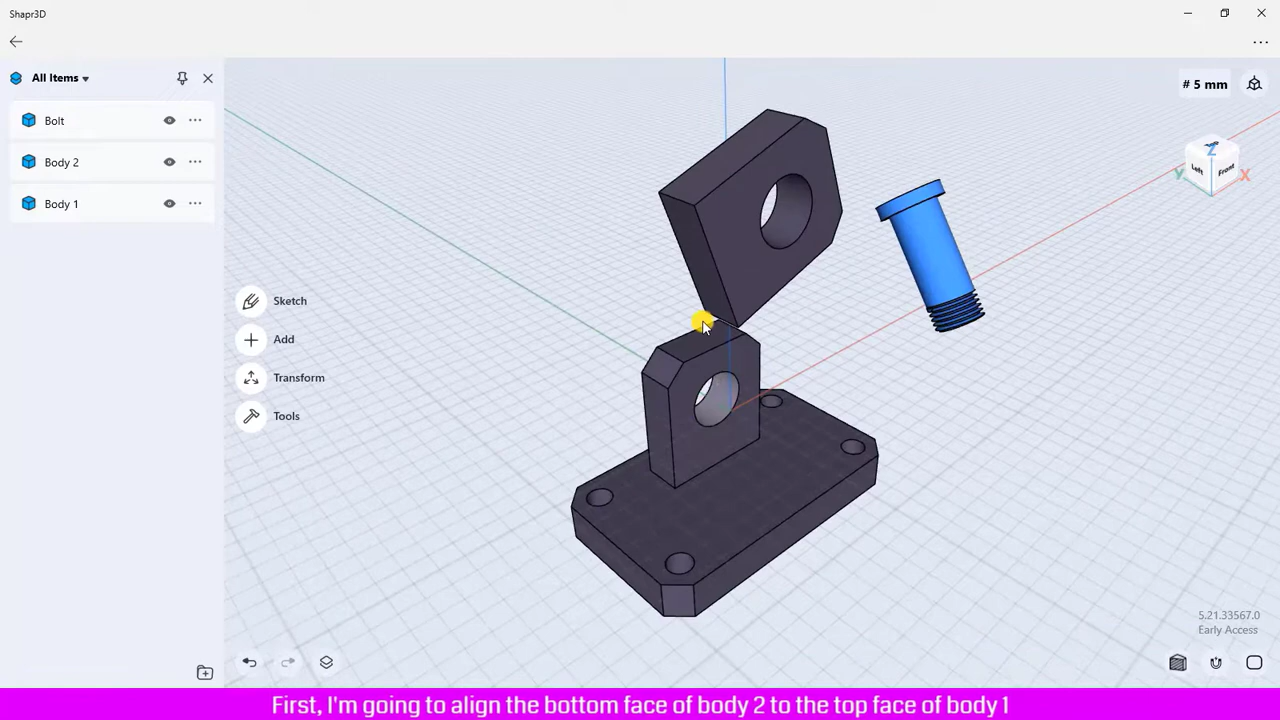 Shapr3D
All Items
# 5 mm
Bolt
Body 2
Body 1
Z
Left
Front
Y
X
Sketch
Add
Transform
Tools
5.21.33567.0
Early Access
First, I'm going to align the bottom face of body 2 to the top face of body 1